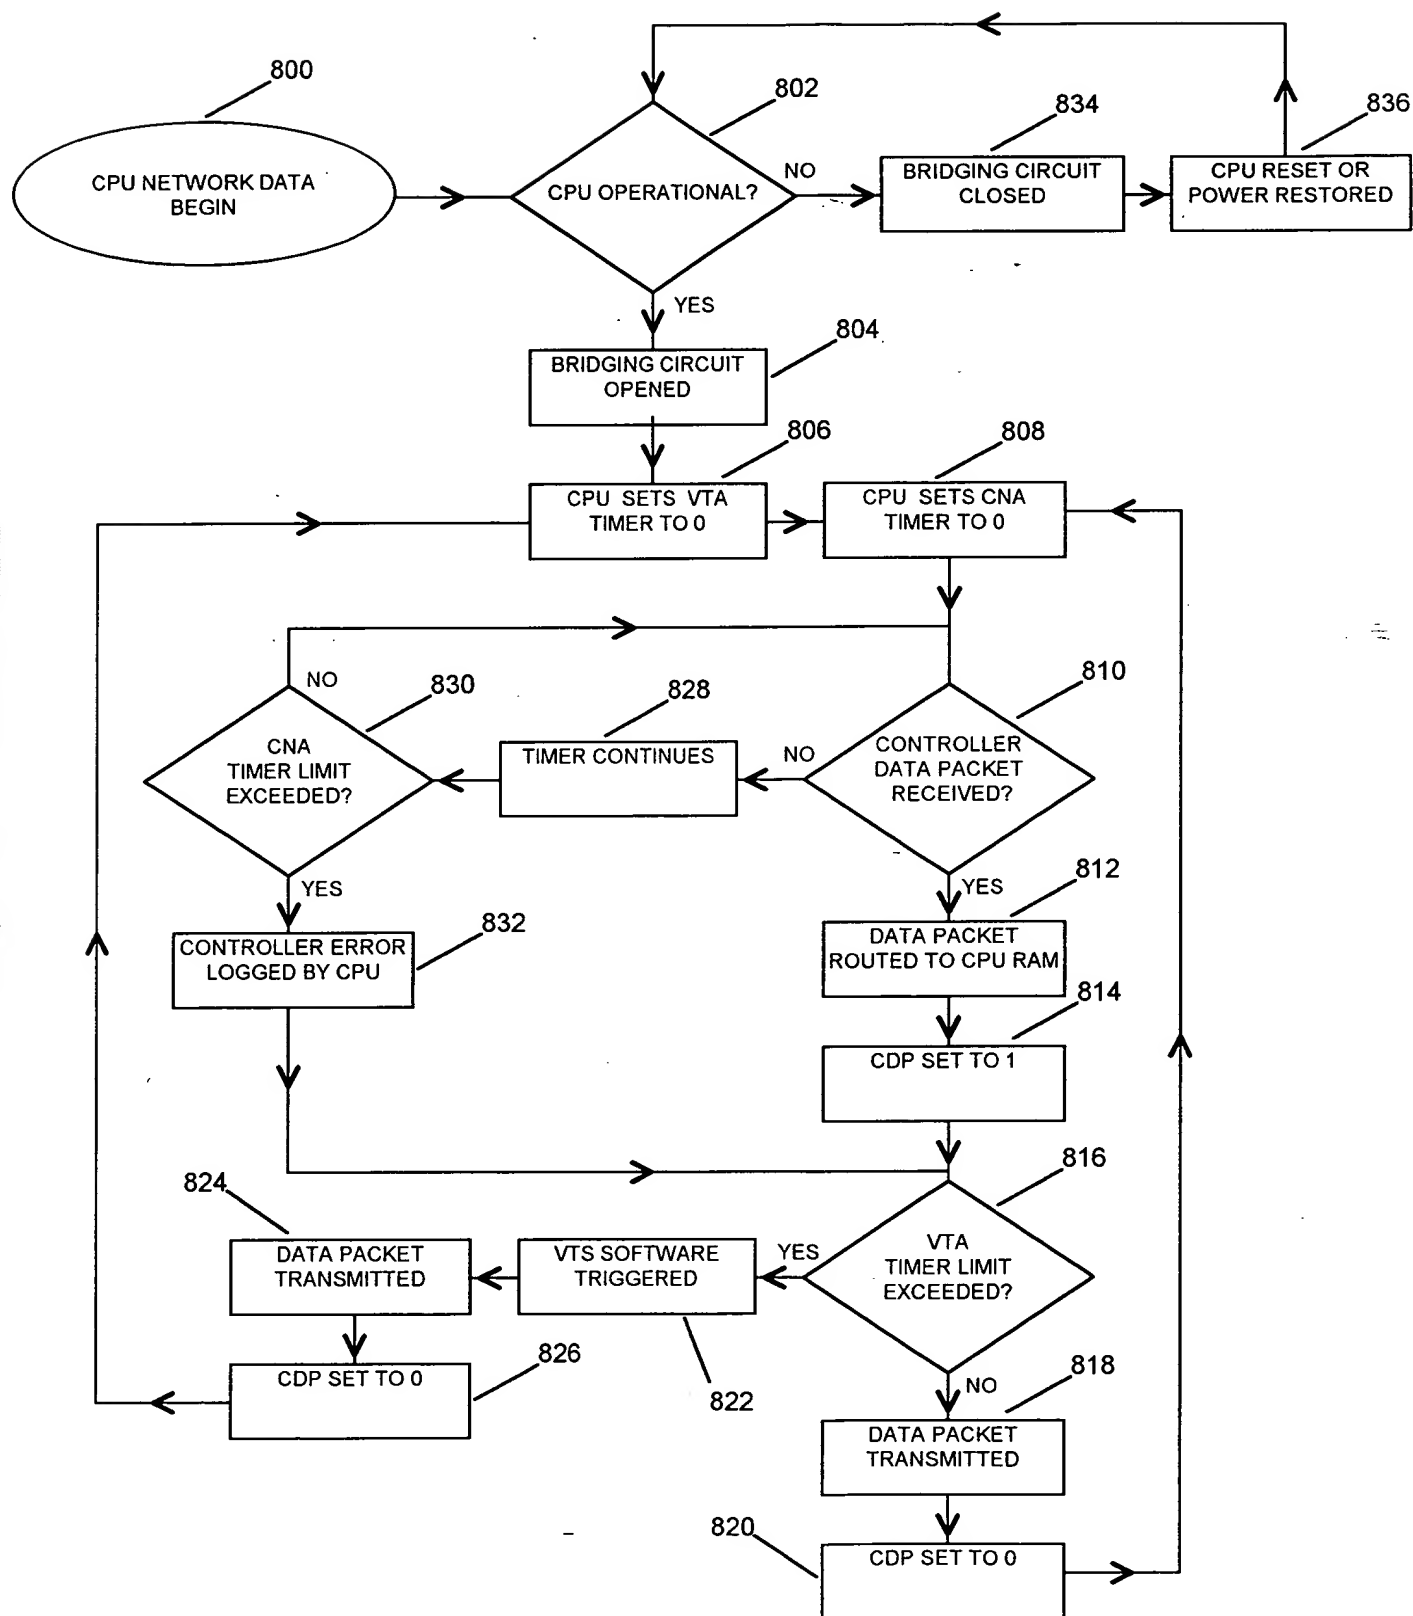 800
CPU NETWORK DATA
BEGIN
802
CPU OPERATIONAL?
NO
834
BRIDGING CIRCUIT
CLOSED
836
CPU RESET OR
POWER RESTORED
YES
804
BRIDGING CIRCUIT
OPENED
806
CPU SETS VTA
TIMER TO 0
808
CPU SETS CNA
TIMER TO 0
810
CONTROLLER
DATA PACKET
RECEIVED?
NO
828
TIMER CONTINUES
830
CNA
TIMER LIMIT
EXCEEDED?
NO
YES
832
CONTROLLER ERROR
LOGGED BY CPU
YES
812
DATA PACKET
ROUTED TO CPU RAM
814
CDP SET TO 1
816
VTA
TIMER LIMIT
EXCEEDED?
YES
VTS SOFTWARE
TRIGGERED
822
824
DATA PACKET
TRANSMITTED
826
CDP SET TO 0
NO
818
DATA PACKET
TRANSMITTED
820
CDP SET TO 0